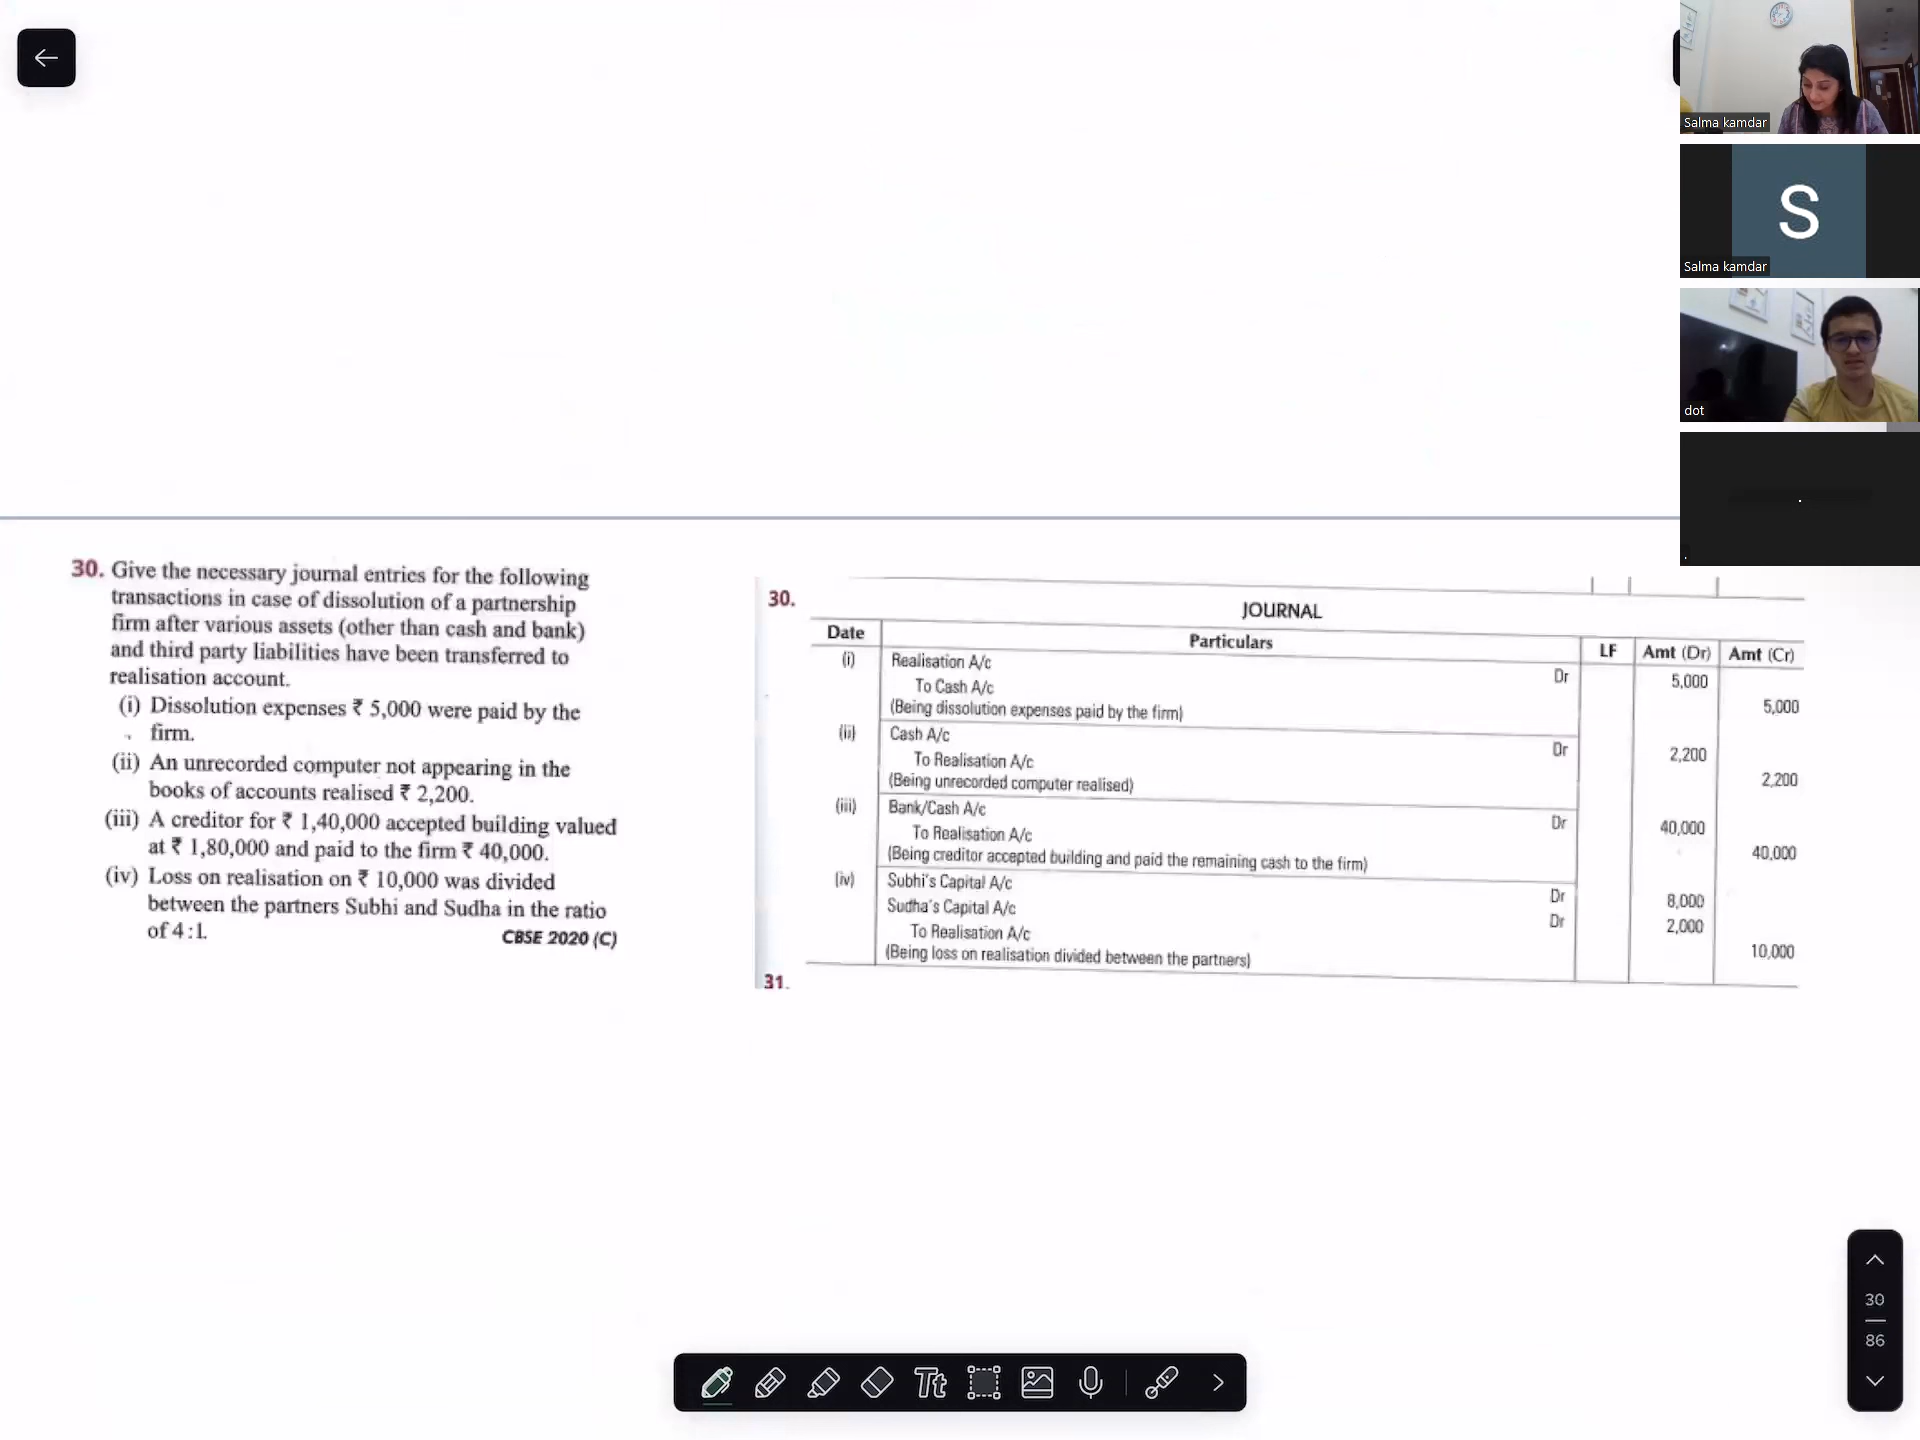 Salma kamdar
S
Salma kamdar
dot
.
.
30. Give the necessary journal entries for the following
transactions in case of dissolution of a partnership
firm after various assets (other than cash and bank)
and third party liabilities have been transferred to
realisation account.
(i) Dissolution expenses ₹ 5,000 were paid by the
firm.
(ii) An unrecorded computer not appearing in the
books of accounts realised ₹ 2,200.
(iii) A creditor for ₹ 1,40,000 accepted building valued
at ₹ 1,80,000 and paid to the firm ₹ 40,000.
(iv) Loss on realisation on ₹ 10,000 was divided
between the partners Subhi and Sudha in the ratio
of 4:1.
CBSE 2020 (C)
30.
JOURNAL
Date Particulars LF Amt (Dr) Amt (Cr)
(i) Realisation A/c Dr 5,000
To Cash A/c 5,000
(Being dissolution expenses paid by the firm)
(ii) Cash A/c Dr 2,200
To Realisation A/c 2,200
(Being unrecorded computer realised)
(iii) Bank/Cash A/c Dr 40,000
To Realisation A/c 40,000
(Being creditor accepted building and paid the remaining cash to the firm)
(iv) Subhi's Capital A/c Dr 8,000
Sudha's Capital A/c Dr 2,000
To Realisation A/c 10,000
(Being loss on realisation divided between the partners)
31.
30
86
Tt